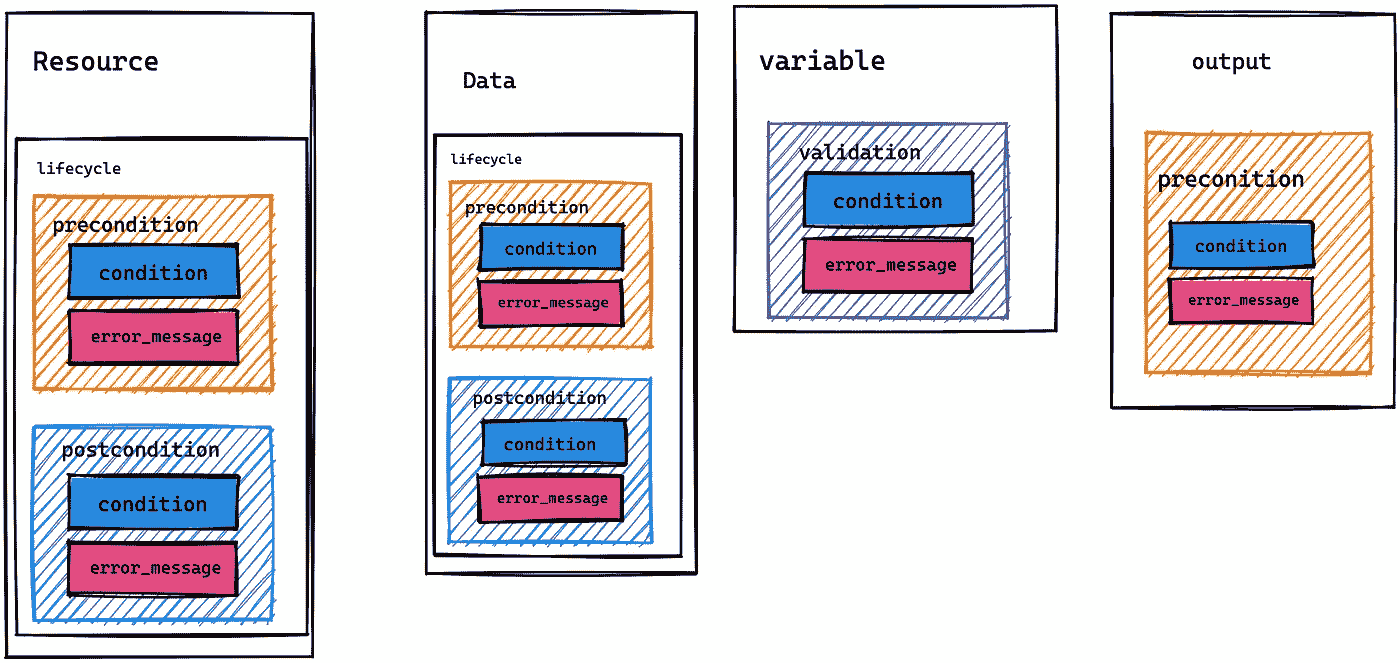 Resource
lifecycle
precondition
condition
error_message
postcondition
condition
error_message
Data
lifecycle
precondition
condition
error_message
postcondition
condition
error_message
variable
validation
condition
error_message
output
preconition
condition
error_message